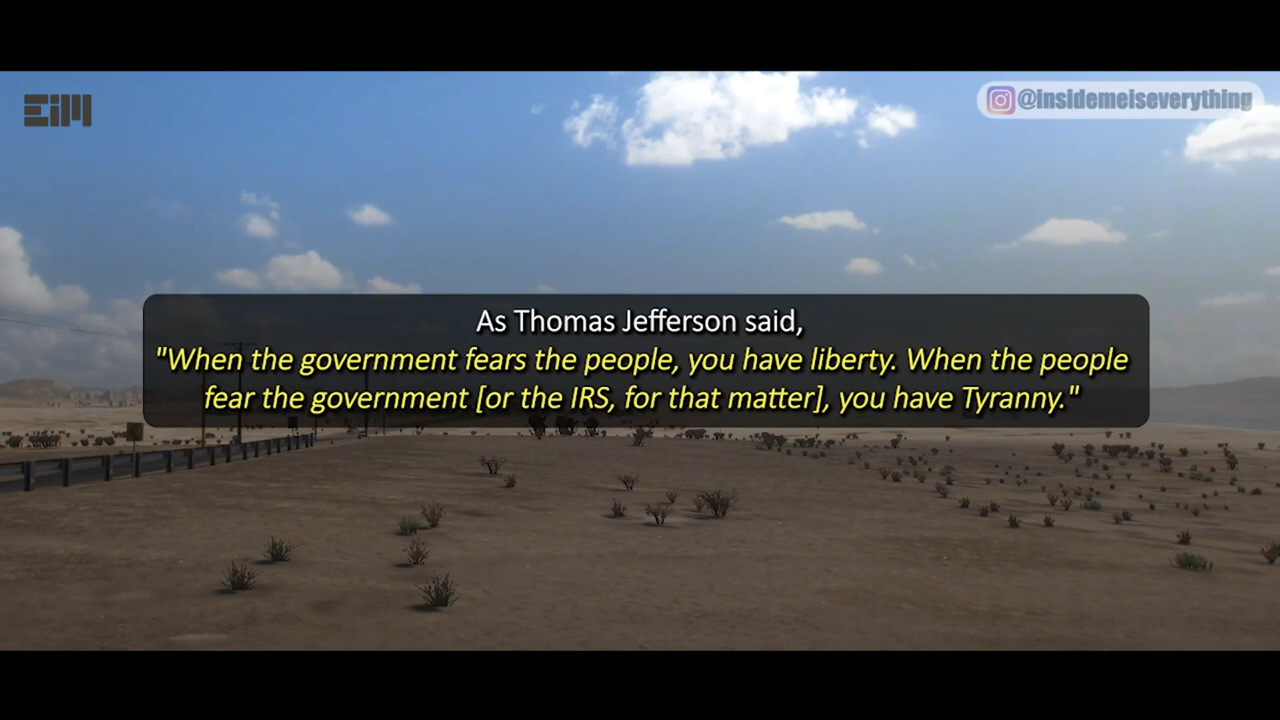 EiM
@Insidemeiseverything
As Thomas Jefferson said,
"When the government fears the people, you have liberty. When the people
fear the government [or the IRS, for that matter], you have Tyranny."